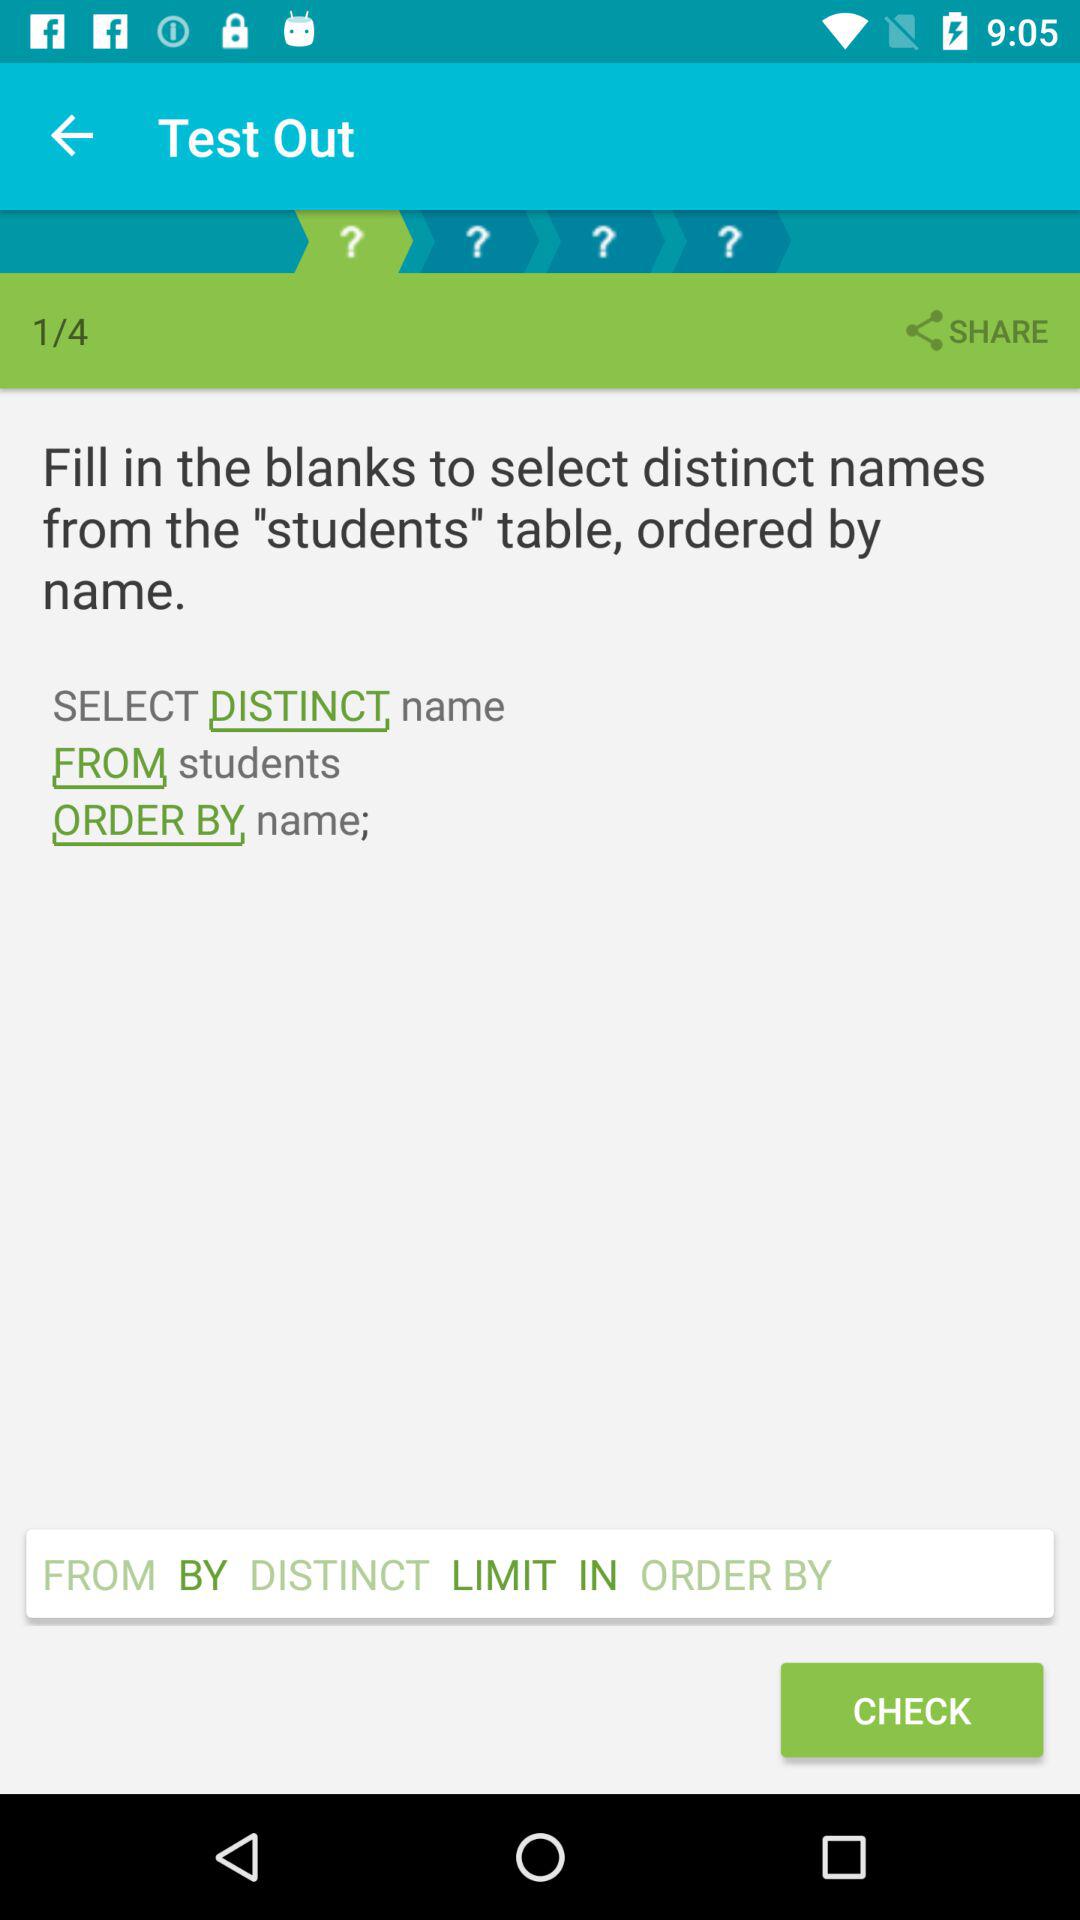 9:05
Test Out
? ? ? ?
1/4 SHARE
Fill in the blanks to select distinct names
from the "students" table, ordered by
name.
SELECT DISTINCT name
FROM students
ORDER BY name;
FROM BY DISTINCT LIMIT IN ORDER BY
CHECK